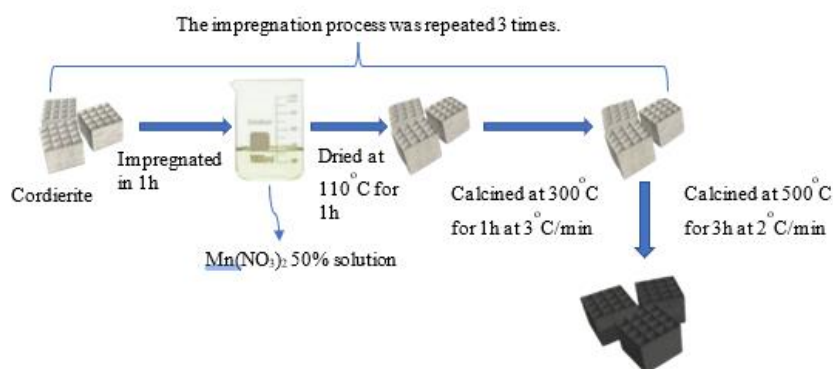 The impregnation process was repeated 3 times.
Cordierite
Impregnated
in 1h
Mn(NO₃)₂ 50% solution
Dried at
110°C for
1h
Calcined at 300°C
for 1h at 3°C/min
Calcined at 500°C
for 3h at 2°C/min